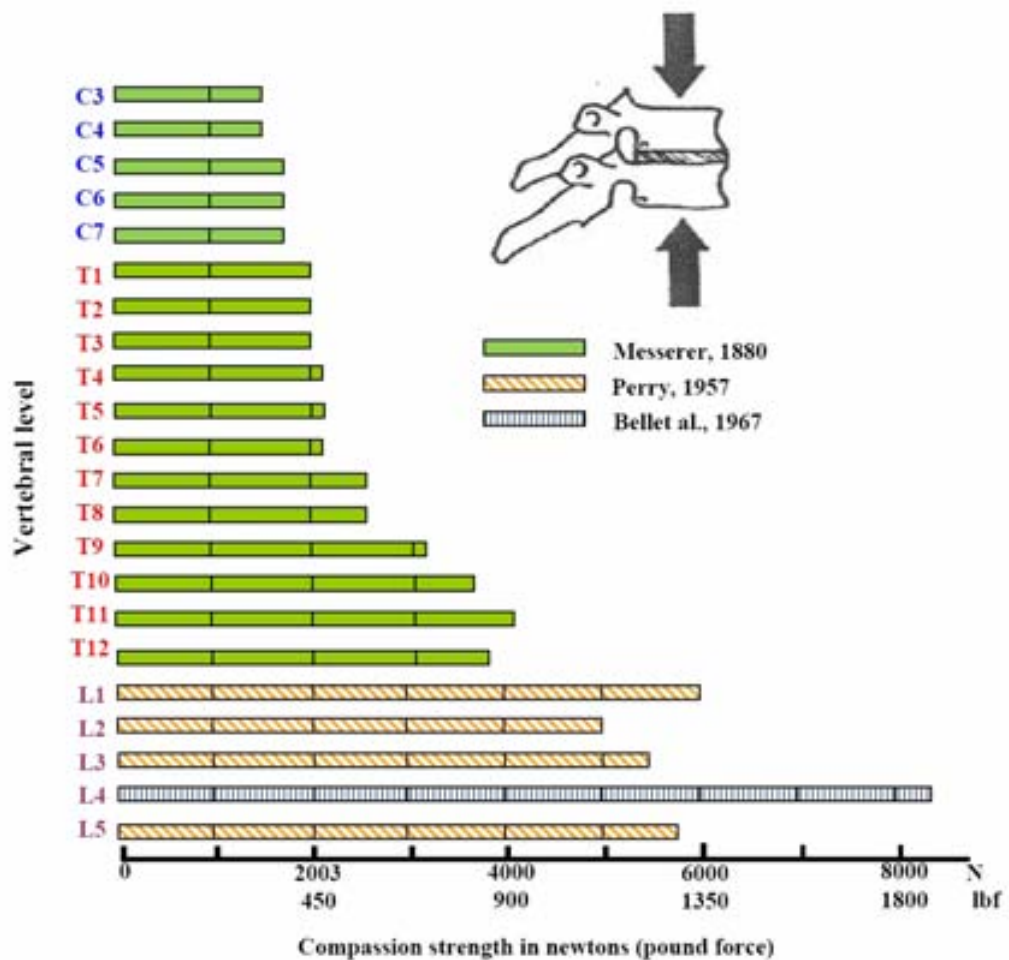 C3
C4
C5
C6
C7
T1
T2
T3
T4
T5
T6
T7
T8
T9
T10
T11
T12
L1
L2
L3
L4
L5
Vertebral level
Messerer, 1880
Perry, 1957
Bellet al., 1967
0 2003 4000 6000 8000 N
450 900 1350 1800 lbf
Compassion strength in newtons (pound force)